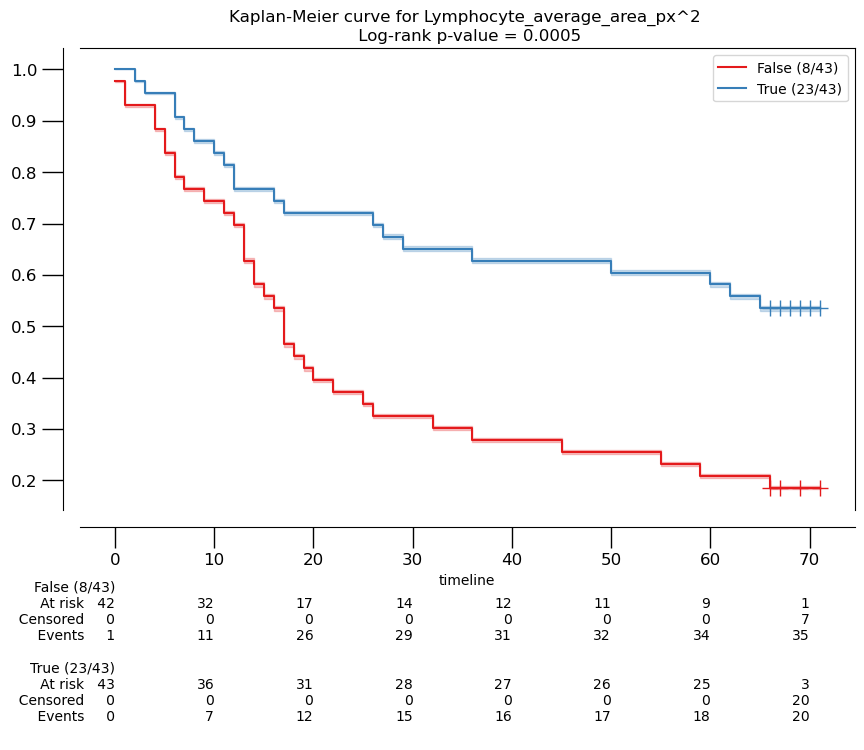 Kaplan-Meier curve for Lymphocyte_average_area_px^2
Log-rank p-value = 0.0005
False (8/43)
True (23/43)
1.0
0.9
0.8
0.7
0.6
0.5
0.4
0.3
0.2
0 10 20 30 40 50 60 70
timeline
False (8/43)
At risk 42 32 17 14 12 11 9 1
Censored 0 0 0 0 0 0 0 7
Events 1 11 26 29 31 32 34 35
True (23/43)
At risk 43 36 31 28 27 26 25 3
Censored 0 0 0 0 0 0 0 20
Events 0 7 12 15 16 17 18 20